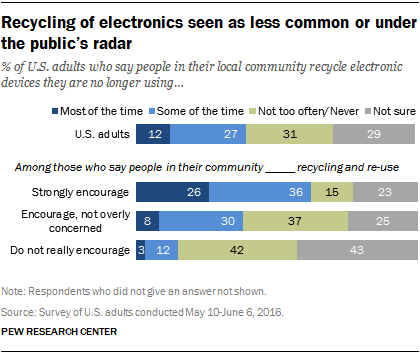 Recycling of electronics seen as less common or under
the public's radar
% of U.S. adults who say people in their local community recycle electronic
devices they are no longer using…
Most of the time Some of the time Not too often/Never Not sure
U.S. adults 12 27 31 29
Among those who say people in their community _____ recycling and re-use
Strongly encourage 26 36 15 23
Encourage, not overly
concerned 8 30 37 25
Do not really encourage 3 12 42 43
Note: Respondents who did not give an answer not shown.
Source: Survey of U.S. adults conducted May 10-June 6, 2016.
PEW RESEARCH CENTER